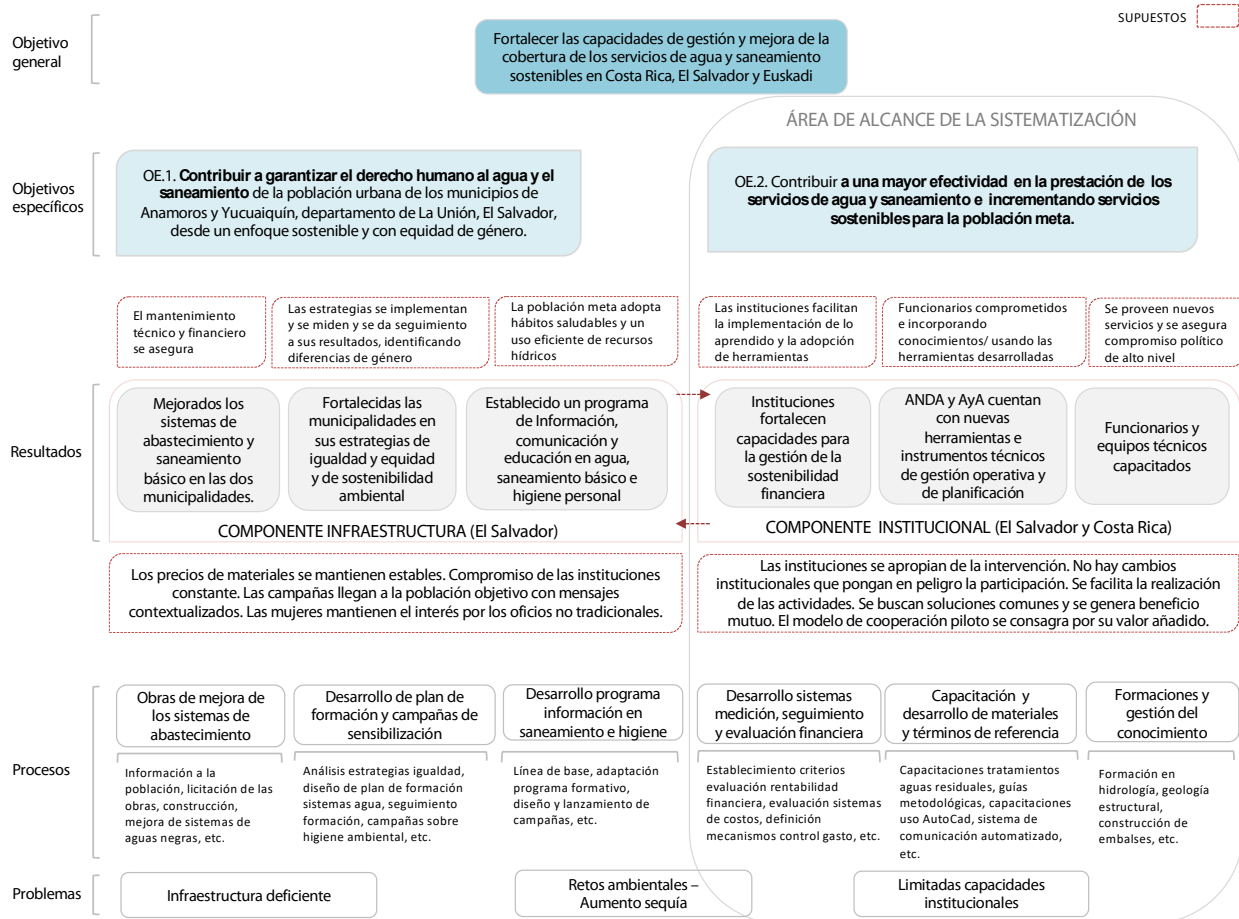 SUPUESTOS
Objetivo
general
Fortalecer las capacidades de gestión y mejora de la
cobertura de los servicios de agua y saneamiento
sostenibles en Costa Rica, El Salvador y Euskadi
ÁREA DE ALCANCE DE LA SISTEMATIZACIÓN
Objetivos
específicos
OE.1. Contribuir a garantizar el derecho humano al agua y el
saneamiento de la población urbana de los municipios de
Anamoros y Yucuaiquín, departamento de La Unión, El Salvador,
desde un enfoque sostenible y con equidad de género.
OE.2. Contribuir a una mayor efectividad en la prestación de los
servicios de agua y saneamiento e incrementando servicios
sostenibles para la población meta.
El mantenimiento
técnico y financiero
se asegura
Las estrategias se implementan
y se miden y se da seguimiento
a sus resultados, identificando
diferencias de género
La población meta adopta
hábitos saludables y un
uso eficiente de recursos
hídricos
Las instituciones facilitan
la implementación de lo
aprendido y la adopción de
herramientas
Funcionarios comprometidos
e incorporando
conocimientos/ usando las
herramientas desarrolladas
Se proveen nuevos
servicios y se asegura
compromiso político
de alto nivel
Resultados
Mejorados los
sistemas de
abastecimiento y
saneamiento
básico en las dos
municipalidades.
Fortalecidas las
municipalidades en
sus estrategias de
igualdad y equidad
y de sostenibilidad
ambiental
Establecido un programa
de Información,
comunicación y
educación en agua,
saneamiento básico e
higiene personal
Instituciones
fortalecen
capacidades para
la gestión de la
sostenibilidad
financiera
ANDA y AyA cuentan
con nuevas
herramientas e
instrumentos técnicos
de gestión operativa y
de planificación
Funcionarios y
equipos técnicos
capacitados
COMPONENTE INFRAESTRUCTURA (El Salvador)
COMPONENTE INSTITUCIONAL (El Salvador y Costa Rica)
Los precios de materiales se mantienen estables. Compromiso de las instituciones
constante. Las campañas llegan a la población objetivo con mensajes
contextualizados. Las mujeres mantienen el interés por los oficios no tradicionales.
Las instituciones se apropian de la intervención. No hay cambios
institucionales que pongan en peligro la participación. Se facilita la realización
de las actividades. Se buscan soluciones comunes y se genera beneficio
mutuo. El modelo de cooperación piloto se consagra por su valor añadido.
Procesos
Obras de mejora de
los sistemas de
abastecimiento
Desarrollo de plan de
formación y campañas de
sensibilización
Desarrollo programa
información en
saneamiento e higiene
Desarrollo sistemas
medición, seguimiento
y evaluación financiera
Capacitación y
desarrollo de materiales
y términos de referencia
Formaciones y
gestión del
conocimiento
Información a la
población, licitación de las
obras, construcción,
mejora de sistemas de
aguas negras, etc.
Análisis estrategias igualdad,
diseño de plan de formación
sistemas agua, seguimiento
formación, campañas sobre
higiene ambiental, etc.
Línea de base, adaptación
programa formativo,
diseño y lanzamiento de
campañas, etc.
Establecimiento criterios
evaluación rentabilidad
financiera, evaluación sistemas
de costos, definición
mecanismos control gasto, etc.
Capacitaciones tratamientos
aguas residuales, guías
metodológicas, capacitaciones
uso AutoCad, sistema de
comunicación automatizado,
etc.
Formación en
hidrología, geología
estructural,
construcción de
embalses, etc.
Problemas
Infraestructura deficiente
Retos ambientales –
Aumento sequía
Limitadas capacidades
institucionales